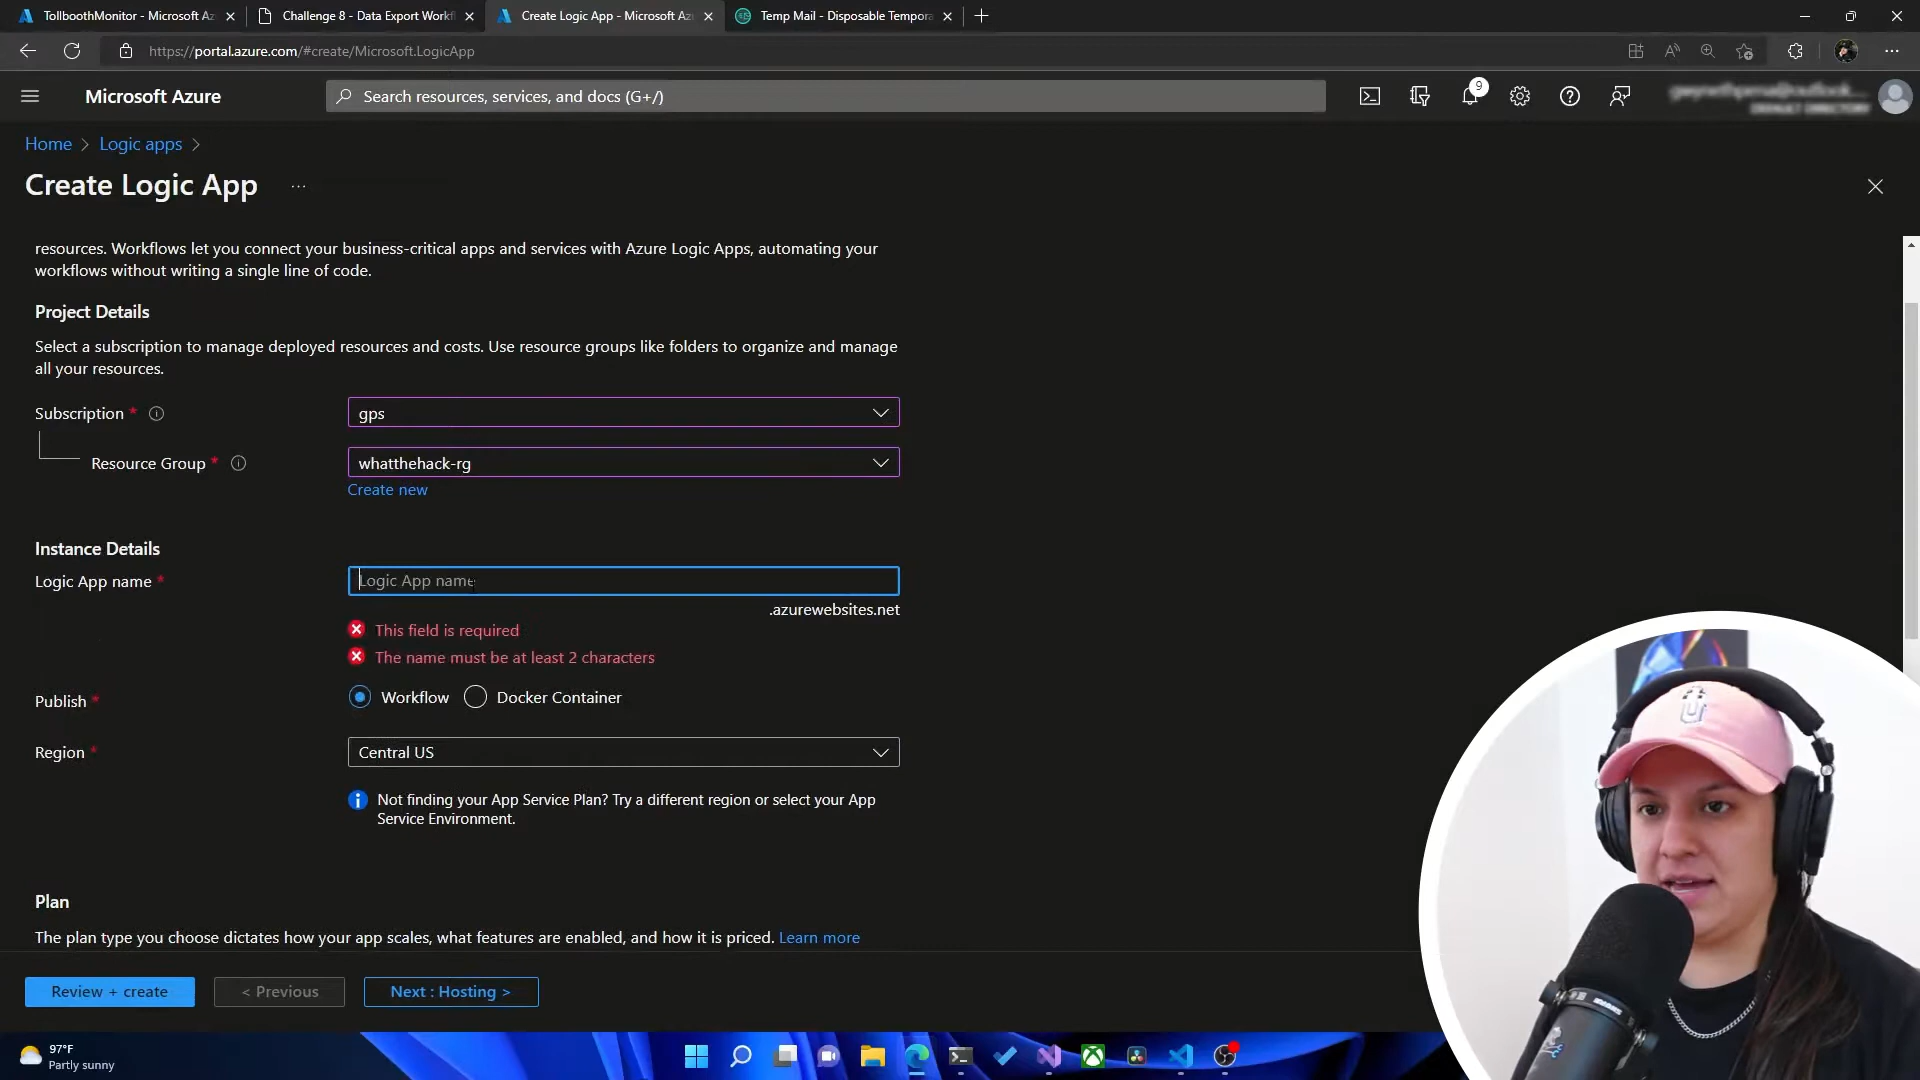 TollboothMonitor - Microsoft Az
Challenge 8 - Data Export Workfl
Create Logic App - Microsoft Az
Temp Mail - Disposable Tempora
https://portal.azure.com/#create/Microsoft.LogicApp
Microsoft Azure
Search resources, services, and docs (G+/)
9
Home > Logic apps >
Create Logic App ...
resources. Workflows let you connect your business-critical apps and services with Azure Logic Apps, automating your
workflows without writing a single line of code.
Project Details
Select a subscription to manage deployed resources and costs. Use resource groups like folders to organize and manage
all your resources.
Subscription *
gps
Resource Group *
whatthehack-rg
Create new
Instance Details
Logic App name *
Logic App name
.azurewebsites.net
This field is required
The name must be at least 2 characters
Publish *
Workflow
Docker Container
Region *
Central US
Not finding your App Service Plan? Try a different region or select your App
Service Environment.
Plan
The plan type you choose dictates how your app scales, what features are enabled, and how it is priced. Learn more
Review + create
< Previous
Next : Hosting >
97°F
Partly sunny